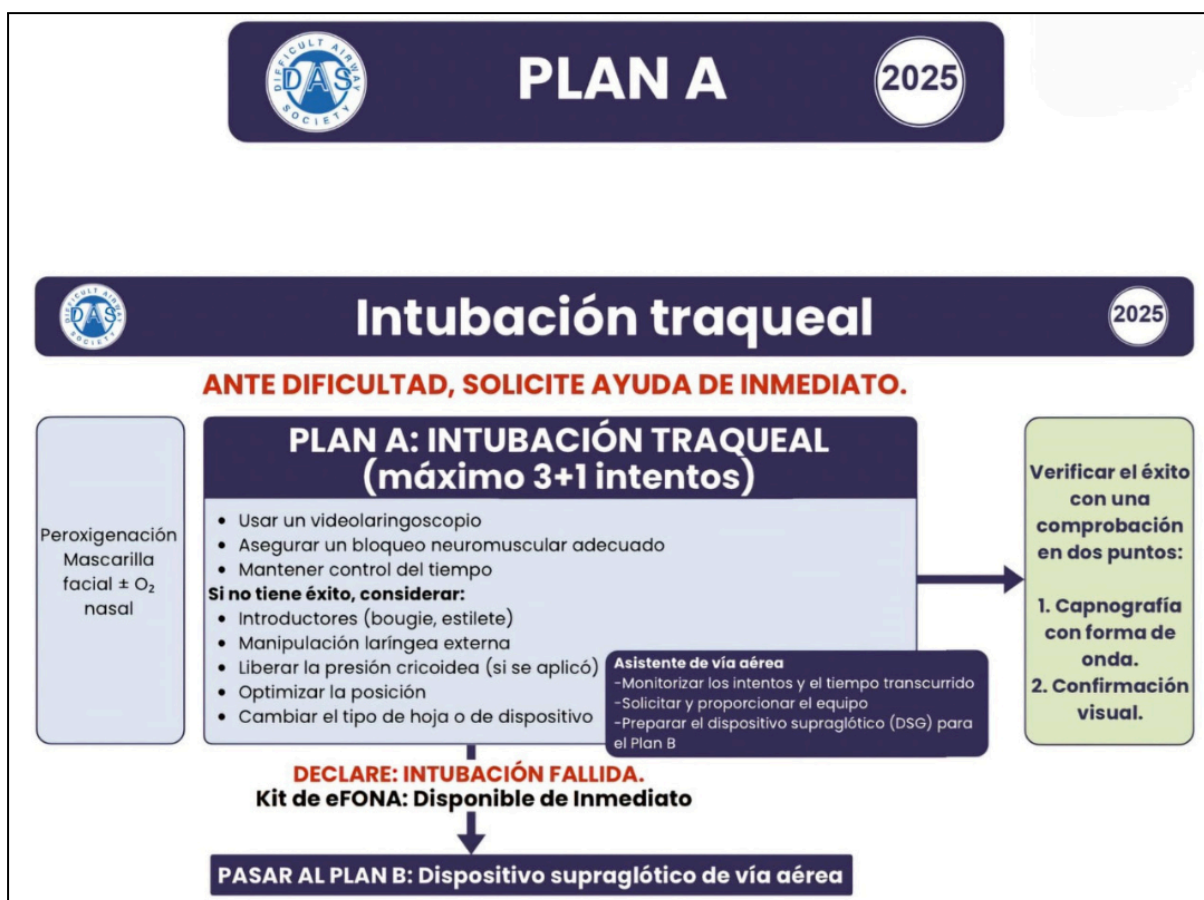 DIFFICULT AIRWAY SOCIETY
DAS
PLAN A
2025
DIFFICULT AIRWAY SOCIETY
DAS
Intubación traqueal
2025
ANTE DIFICULTAD, SOLICITE AYUDA DE INMEDIATO.
Peroxigenación
Mascarilla
facial ± O₂
nasal
PLAN A: INTUBACIÓN TRAQUEAL
(máximo 3+1 intentos)
• Usar un videolaringoscopio
• Asegurar un bloqueo neuromuscular adecuado
• Mantener control del tiempo
Si no tiene éxito, considerar:
• Introductores (bougie, estilete)
• Manipulación laríngea externa
• Liberar la presión cricoidea (si se aplicó)
• Optimizar la posición
• Cambiar el tipo de hoja o de dispositivo
Asistente de vía aérea
-Monitorizar los intentos y el tiempo transcurrido
-Solicitar y proporcionar el equipo
-Preparar el dispositivo supraglótico (DSG) para
el Plan B
Verificar el éxito
con una
comprobación
en dos puntos:
1. Capnografía
con forma de
onda.
2. Confirmación
visual.
DECLARE: INTUBACIÓN FALLIDA.
Kit de eFONA: Disponible de Inmediato
PASAR AL PLAN B: Dispositivo supraglótico de vía aérea